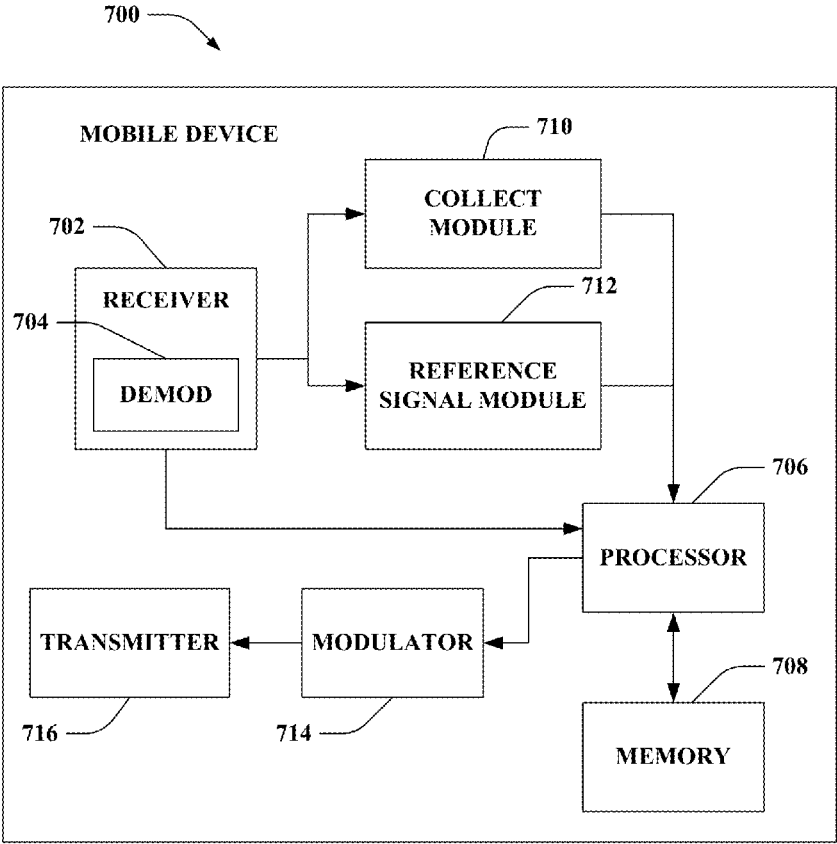 700
MOBILE DEVICE
710
COLLECT
MODULE
702
RECEIVER
704
DEMOD
712
REFERENCE
SIGNAL MODULE
706
PROCESSOR
TRANSMITTER
MODULATOR
708
716
714
MEMORY